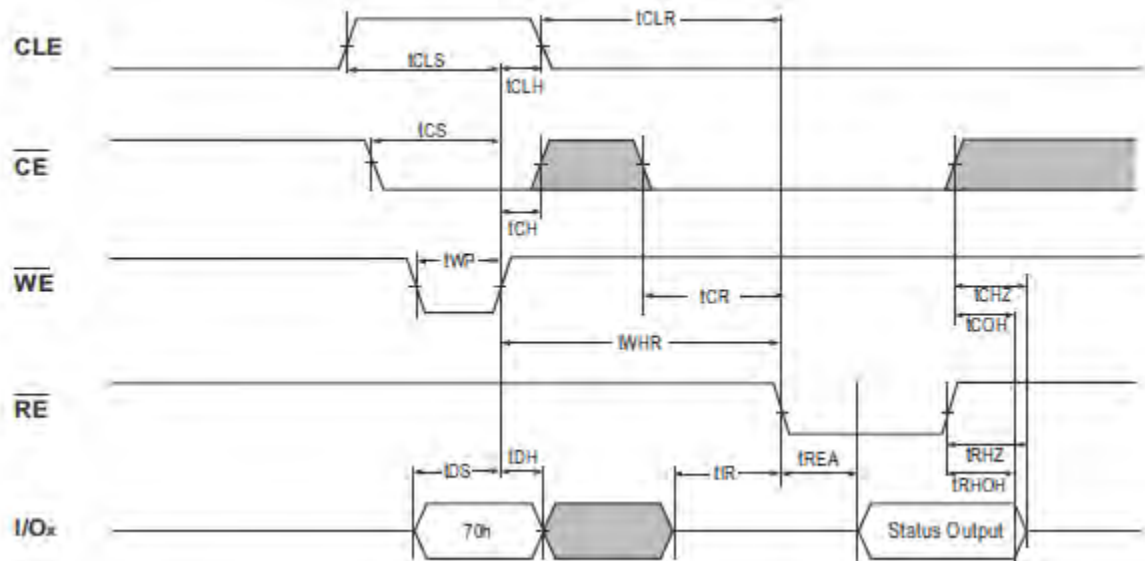 tCLR
CLE
tCLS
tCLH
tCS
CE
tCH
tWP
WE
tCR
tCHZ
tCOH
tWHR
RE
tDS
tDH
tIR
tREA
tRHZ
tRHOH
I/Ox
70h
Status Output